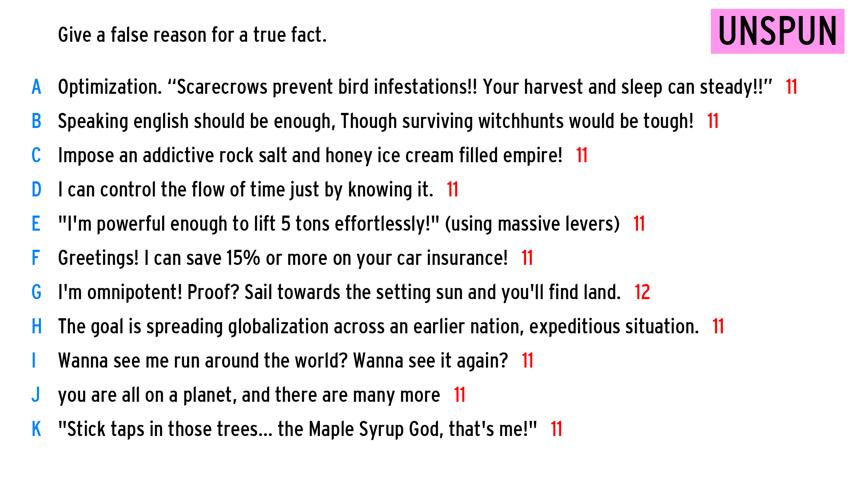 Give a false reason for a true fact.
UNSPUN
A Optimization. “Scarecrows prevent bird infestations!! Your harvest and sleep can steady!!” 11
B Speaking english should be enough, Though surviving witchhunts would be tough! 11
C Impose an addictive rock salt and honey ice cream filled empire! 11
D I can control the flow of time just by knowing it. 11
E "I'm powerful enough to lift 5 tons effortlessly!" (using massive levers) 11
F Greetings! I can save 15% or more on your car insurance! 11
G I'm omnipotent! Proof? Sail towards the setting sun and you'll find land. 12
H The goal is spreading globalization across an earlier nation, expeditious situation. 11
I Wanna see me run around the world? Wanna see it again? 11
J you are all on a planet, and there are many more 11
K "Stick taps in those trees... the Maple Syrup God, that's me!" 11